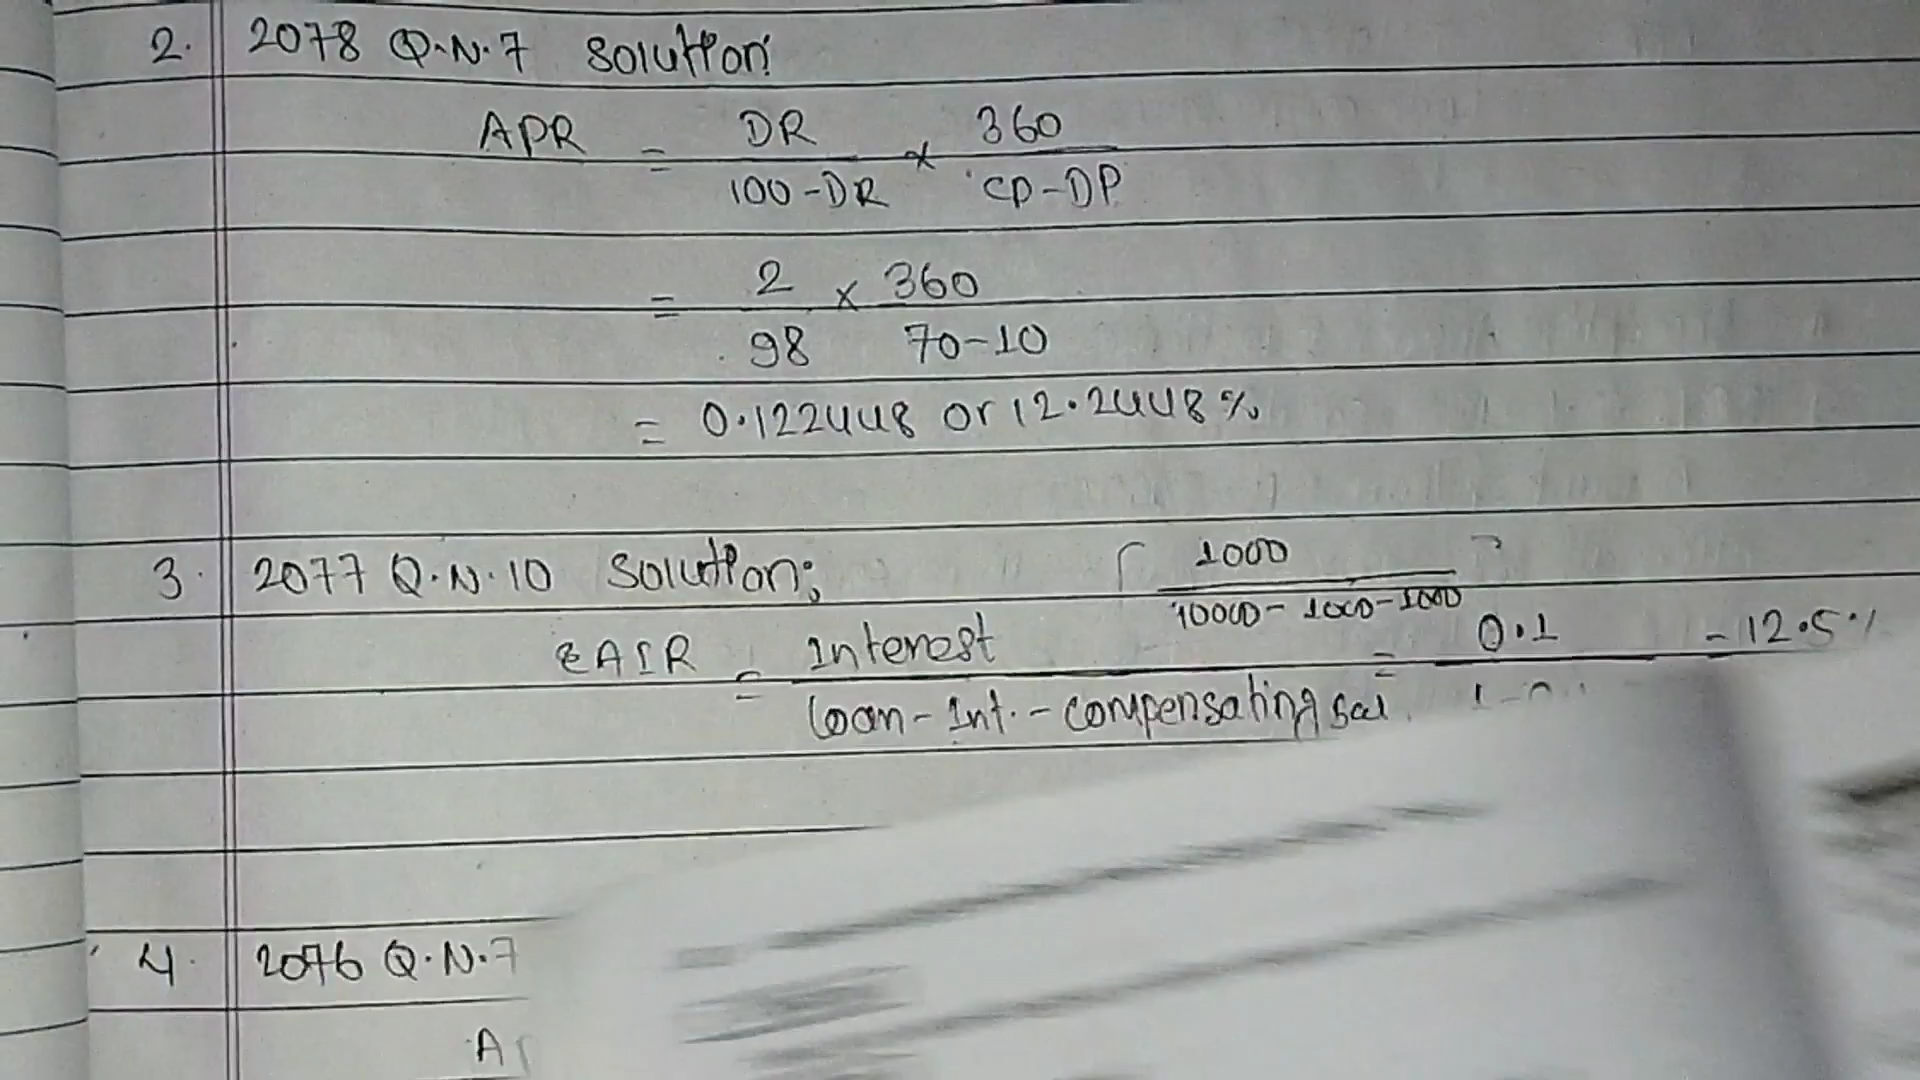 2. 2078 Q.N.7 Solution:
APR = DR / 100-DR × 360 / CP-DP
= 2 / 98 × 360 / 70-10
= 0.122448 or 12.2448%
3. 2077 Q.N.10 Solution; [ 1000 / 10000 - 1000 - 1000 ]
EAIR = Interest / Loan - Int. - Compensating bal = 0.1 = 12.5%
4. 2076 Q.N.7